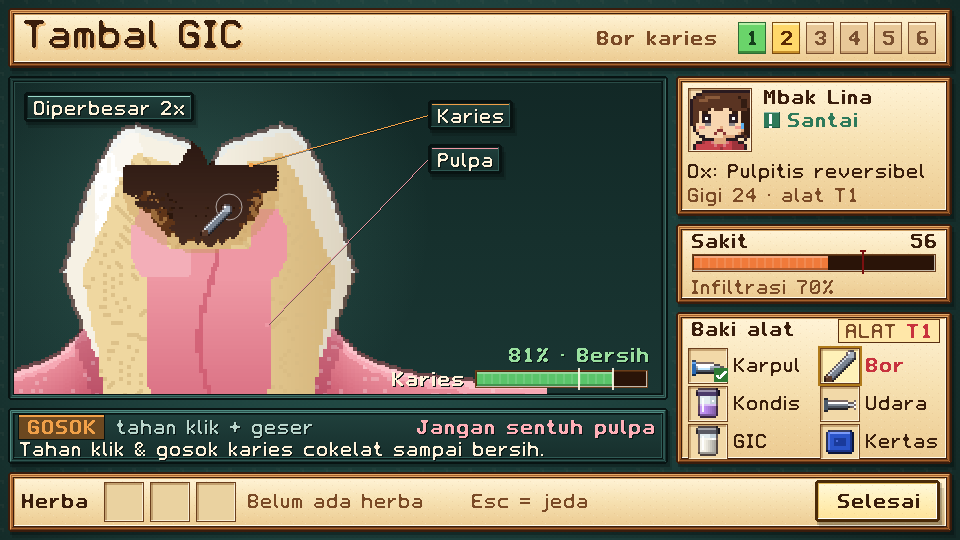 Tambal GIC
Bor karies 1 2 3 4 5 6
Diperbesar 2x
Karies
Pulpa
81% · Bersih
Karies
GOSOK tahan klik + geser Jangan sentuh pulpa
Tahan klik & gosok karies cokelat sampai bersih.
Mbak Lina
Santai
Dx: Pulpitis reversibel
Gigi 24 · alat T1
Sakit 56
Infiltrasi 70%
Baki alat ALAT T1
Karpul Bor
Kondis Udara
GIC Kertas
Herba Belum ada herba Esc = jeda Selesai